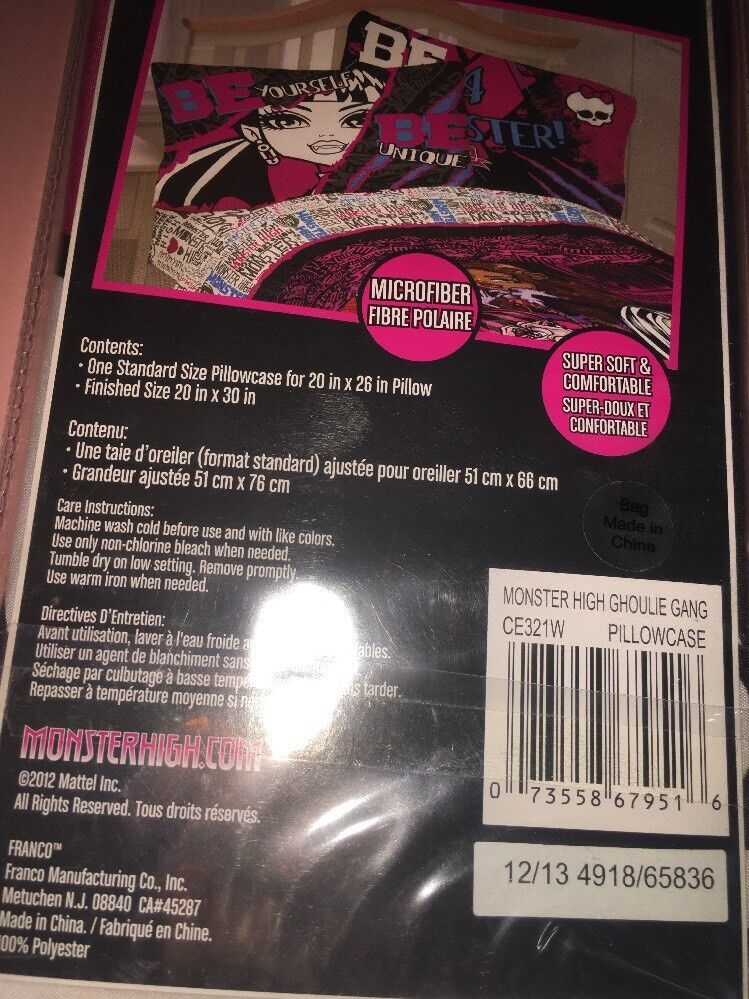 BE
BE YOURSELF
A
BE STER!
UNIQUE
MICROFIBER
FIBRE POLAIRE
SUPER SOFT &
COMFORTABLE
SUPER-DOUX ET
CONFORTABLE
Contents:
• One Standard Size Pillowcase for 20 in x 26 in Pillow
• Finished Size 20 in x 30 in
Contenu:
• Une taie d'oreiler (format standard) ajustée pour oreiller 51 cm x 66 cm
• Grandeur ajustée 51 cm x 76 cm
Bag
Made in
China
Care Instructions:
Machine wash cold before use and with like colors.
Use only non-chlorine bleach when needed.
Tumble dry on low setting. Remove promptly.
Use warm iron when needed.
Directives D'Entretien:
Avant utilisation, laver à l'eau froide
Utiliser un agent de blanchiment sans
Séchage par culbutage à basse tarder.
Repasser à température moyenne si
MONSTERHIGH.COM
©2012 Mattel Inc.
All Rights Reserved. Tous droits réservés.
FRANCO™
Franco Manufacturing Co., Inc.
Metuchen N.J. 08840 CA#45287
Made in China. / Fabriqué en Chine.
100% Polyester
MONSTER HIGH GHOULIE GANG
CE321W PILLOWCASE
0 73558 67951 6
12/13 4918/65836